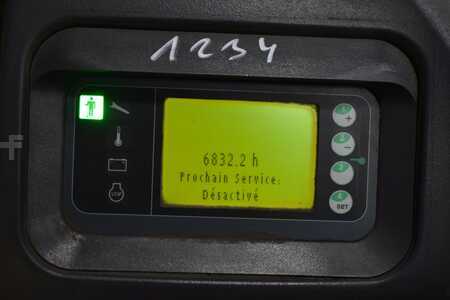 1234
6832.2 h
Prochain Service:
Désactivé
+
-
SET